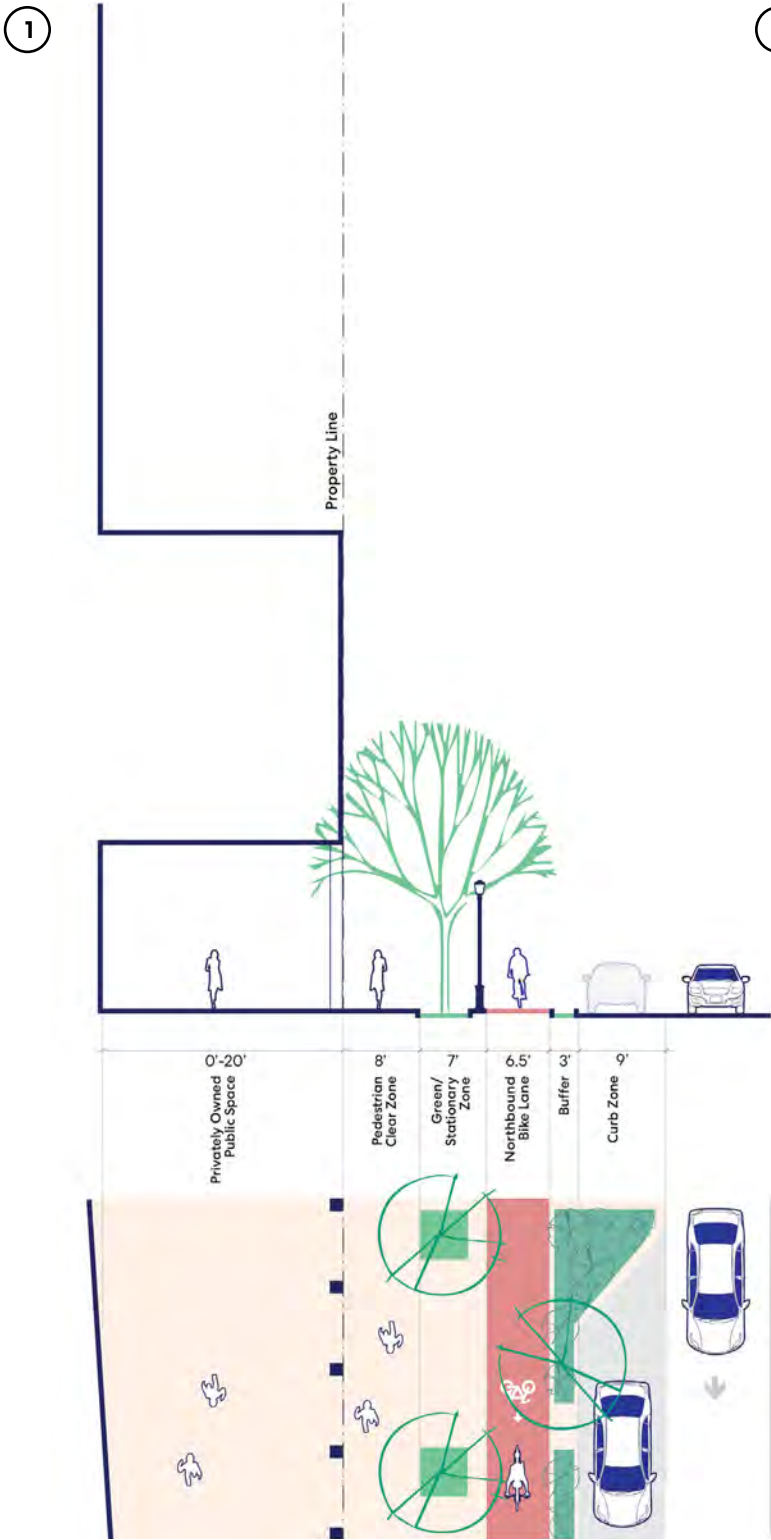 1
Property Line
0'-20'
8'
7'
6.5'
3'
9'
Privately Owned
Public Space
Pedestrian
Clear Zone
Green/
Stationary
Zone
Northbound
Bike Lane
Buffer
Curb Zone